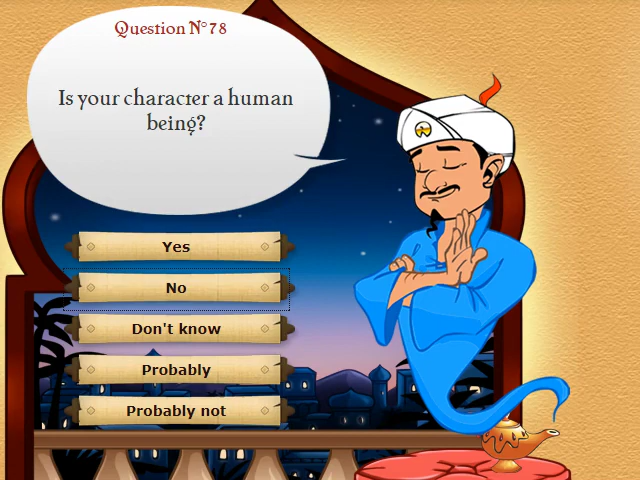 Question N°78
Is your character a human
being?
Yes
No
Don't know
Probably
Probably not